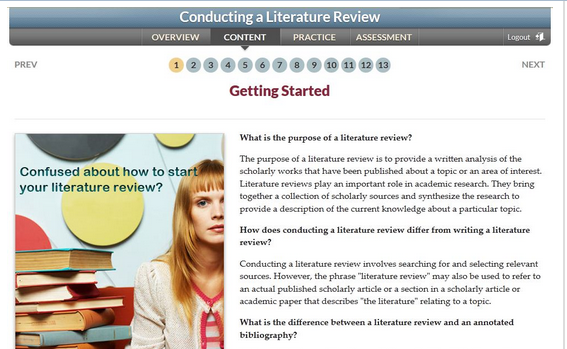 Conducting a Literature Review
OVERVIEW CONTENT PRACTICE ASSESSMENT Logout
PREV 1 2 3 4 5 6 7 8 9 10 11 12 13 NEXT
Getting Started
Confused about how to start
your literature review?
What is the purpose of a literature review?
The purpose of a literature review is to provide a written analysis of the
scholarly works that have been published about a topic or an area of interest.
Literature reviews play an important role in academic research. They bring
together a collection of scholarly sources and synthesize the research to
provide a description of the current knowledge about a particular topic.
How does conducting a literature review differ from writing a literature
review?
Conducting a literature review involves searching for and selecting relevant
sources. However, the phrase "literature review" may also be used to refer to
an actual published scholarly article or a section in a scholarly article or
academic paper that describes "the literature" relating to a topic.
What is the difference between a literature review and an annotated
bibliography?